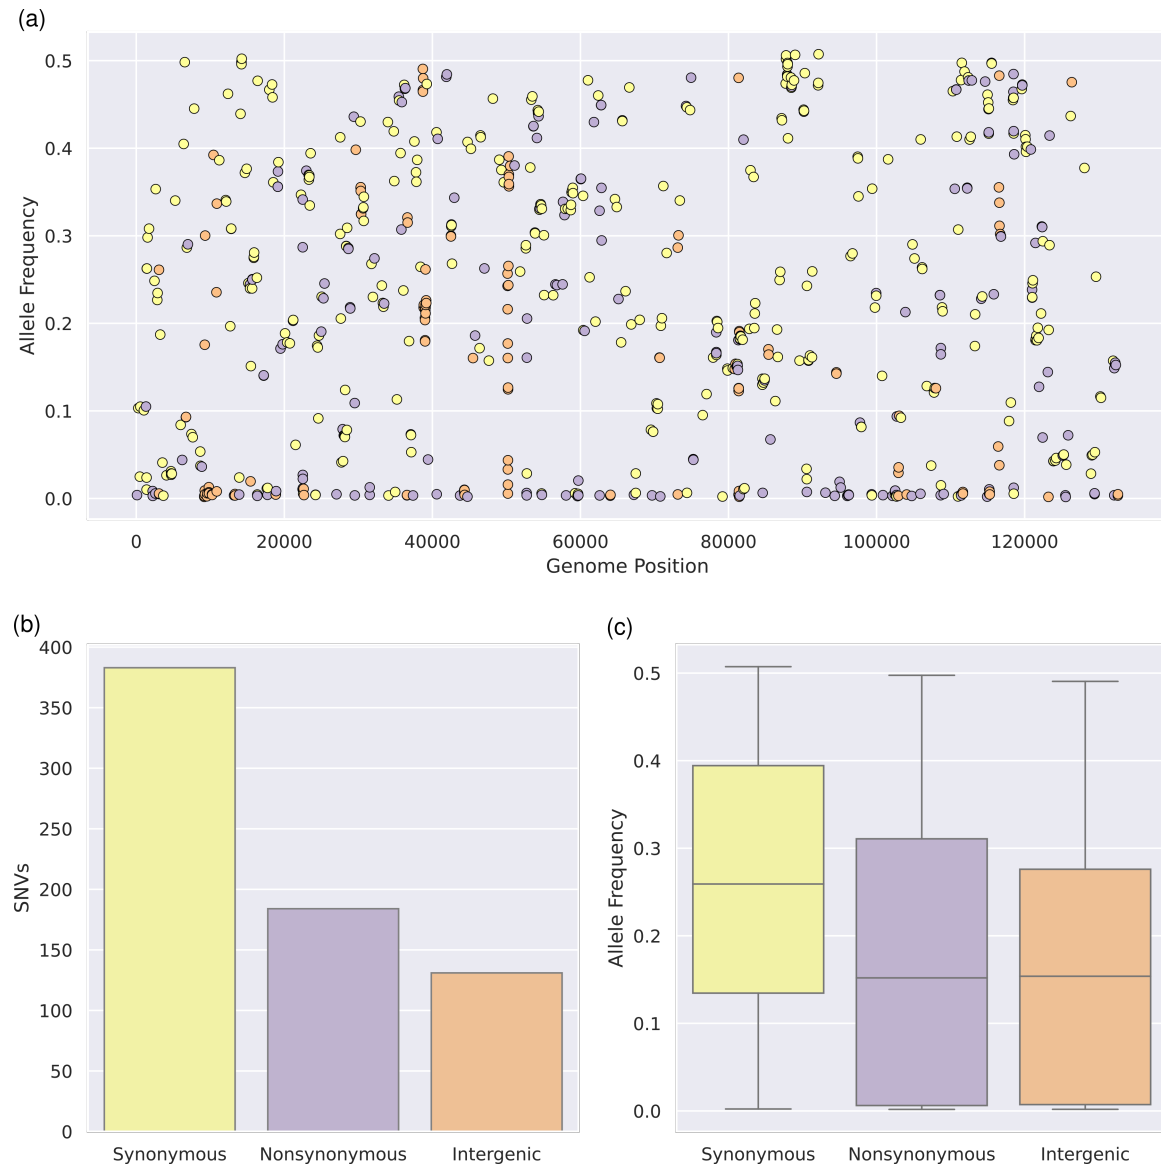 (a)
0.5
0.4
0.3
0.2
0.1
0.0
Allele Frequency
0 20000 40000 60000 80000 100000 120000
Genome Position
(b)
400
350
300
250
200
150
100
50
0
SNVs
Synonymous Nonsynonymous Intergenic
(c)
0.5
0.4
0.3
0.2
0.1
0.0
Allele Frequency
Synonymous Nonsynonymous Intergenic